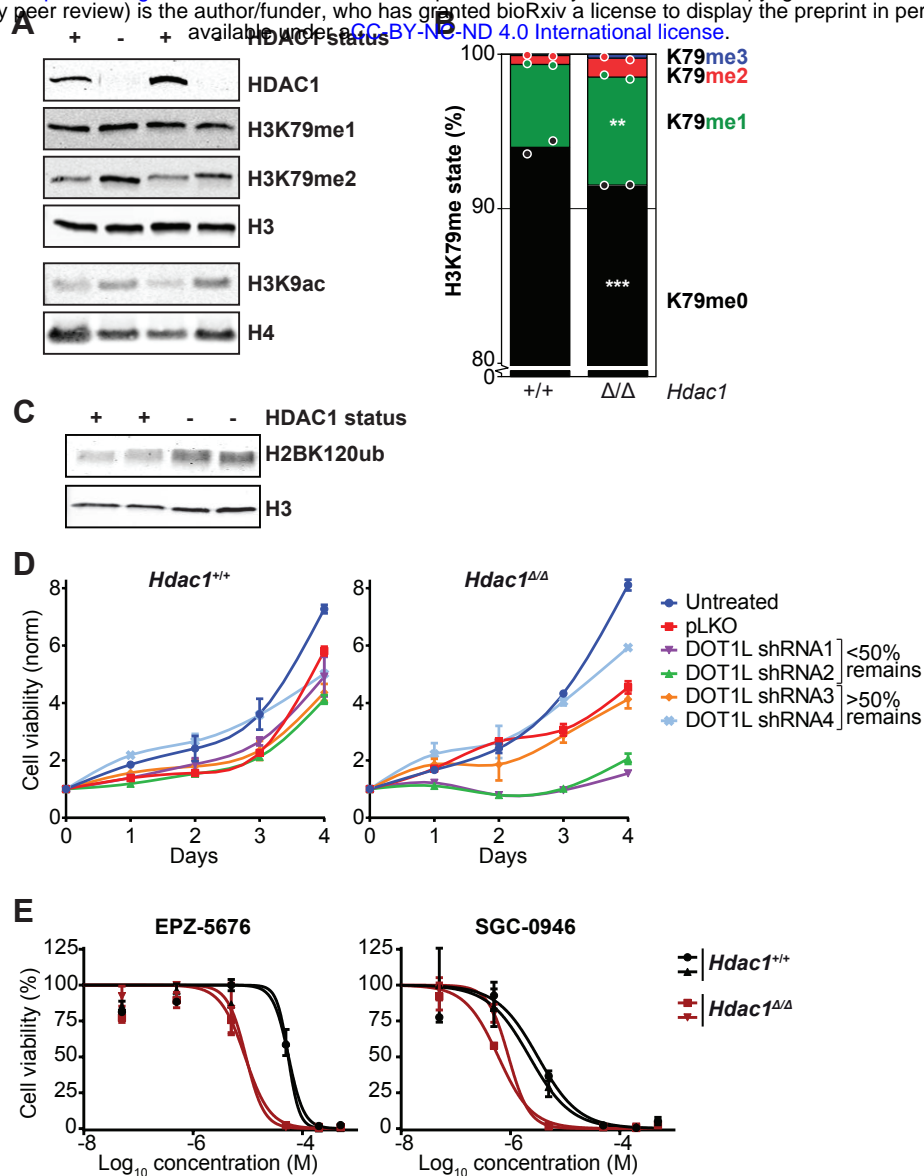 y peer review) is the author/funder, who has granted bioRxiv a license to display the preprint in per
available under aCC-BY-NC-ND 4.0 International license.
A
+ - + - HDAC1 status
HDAC1
H3K79me1
H3K79me2
H3
H3K9ac
H4
B
H3K79me state (%)
100
90
80
0
K79me3
K79me2
K79me1
K79me0
**
***
+/+ Δ/Δ Hdac1
C
+ + - - HDAC1 status
H2BK120ub
H3
D
Hdac1+/+
Cell viability (norm)
8
6
4
2
0
0 1 2 3 4
Days
Hdac1Δ/Δ
8
6
4
2
0
0 1 2 3 4
Days
Untreated
pLKO
DOT1L shRNA1
DOT1L shRNA2
<50%
remains
DOT1L shRNA3
DOT1L shRNA4
>50%
remains
E
EPZ-5676
Cell viability (%)
125
100
75
50
25
0
-8 -6 -4
Log10 concentration (M)
SGC-0946
125
100
75
50
25
0
-8 -6 -4
Log10 concentration (M)
Hdac1+/+
Hdac1Δ/Δ